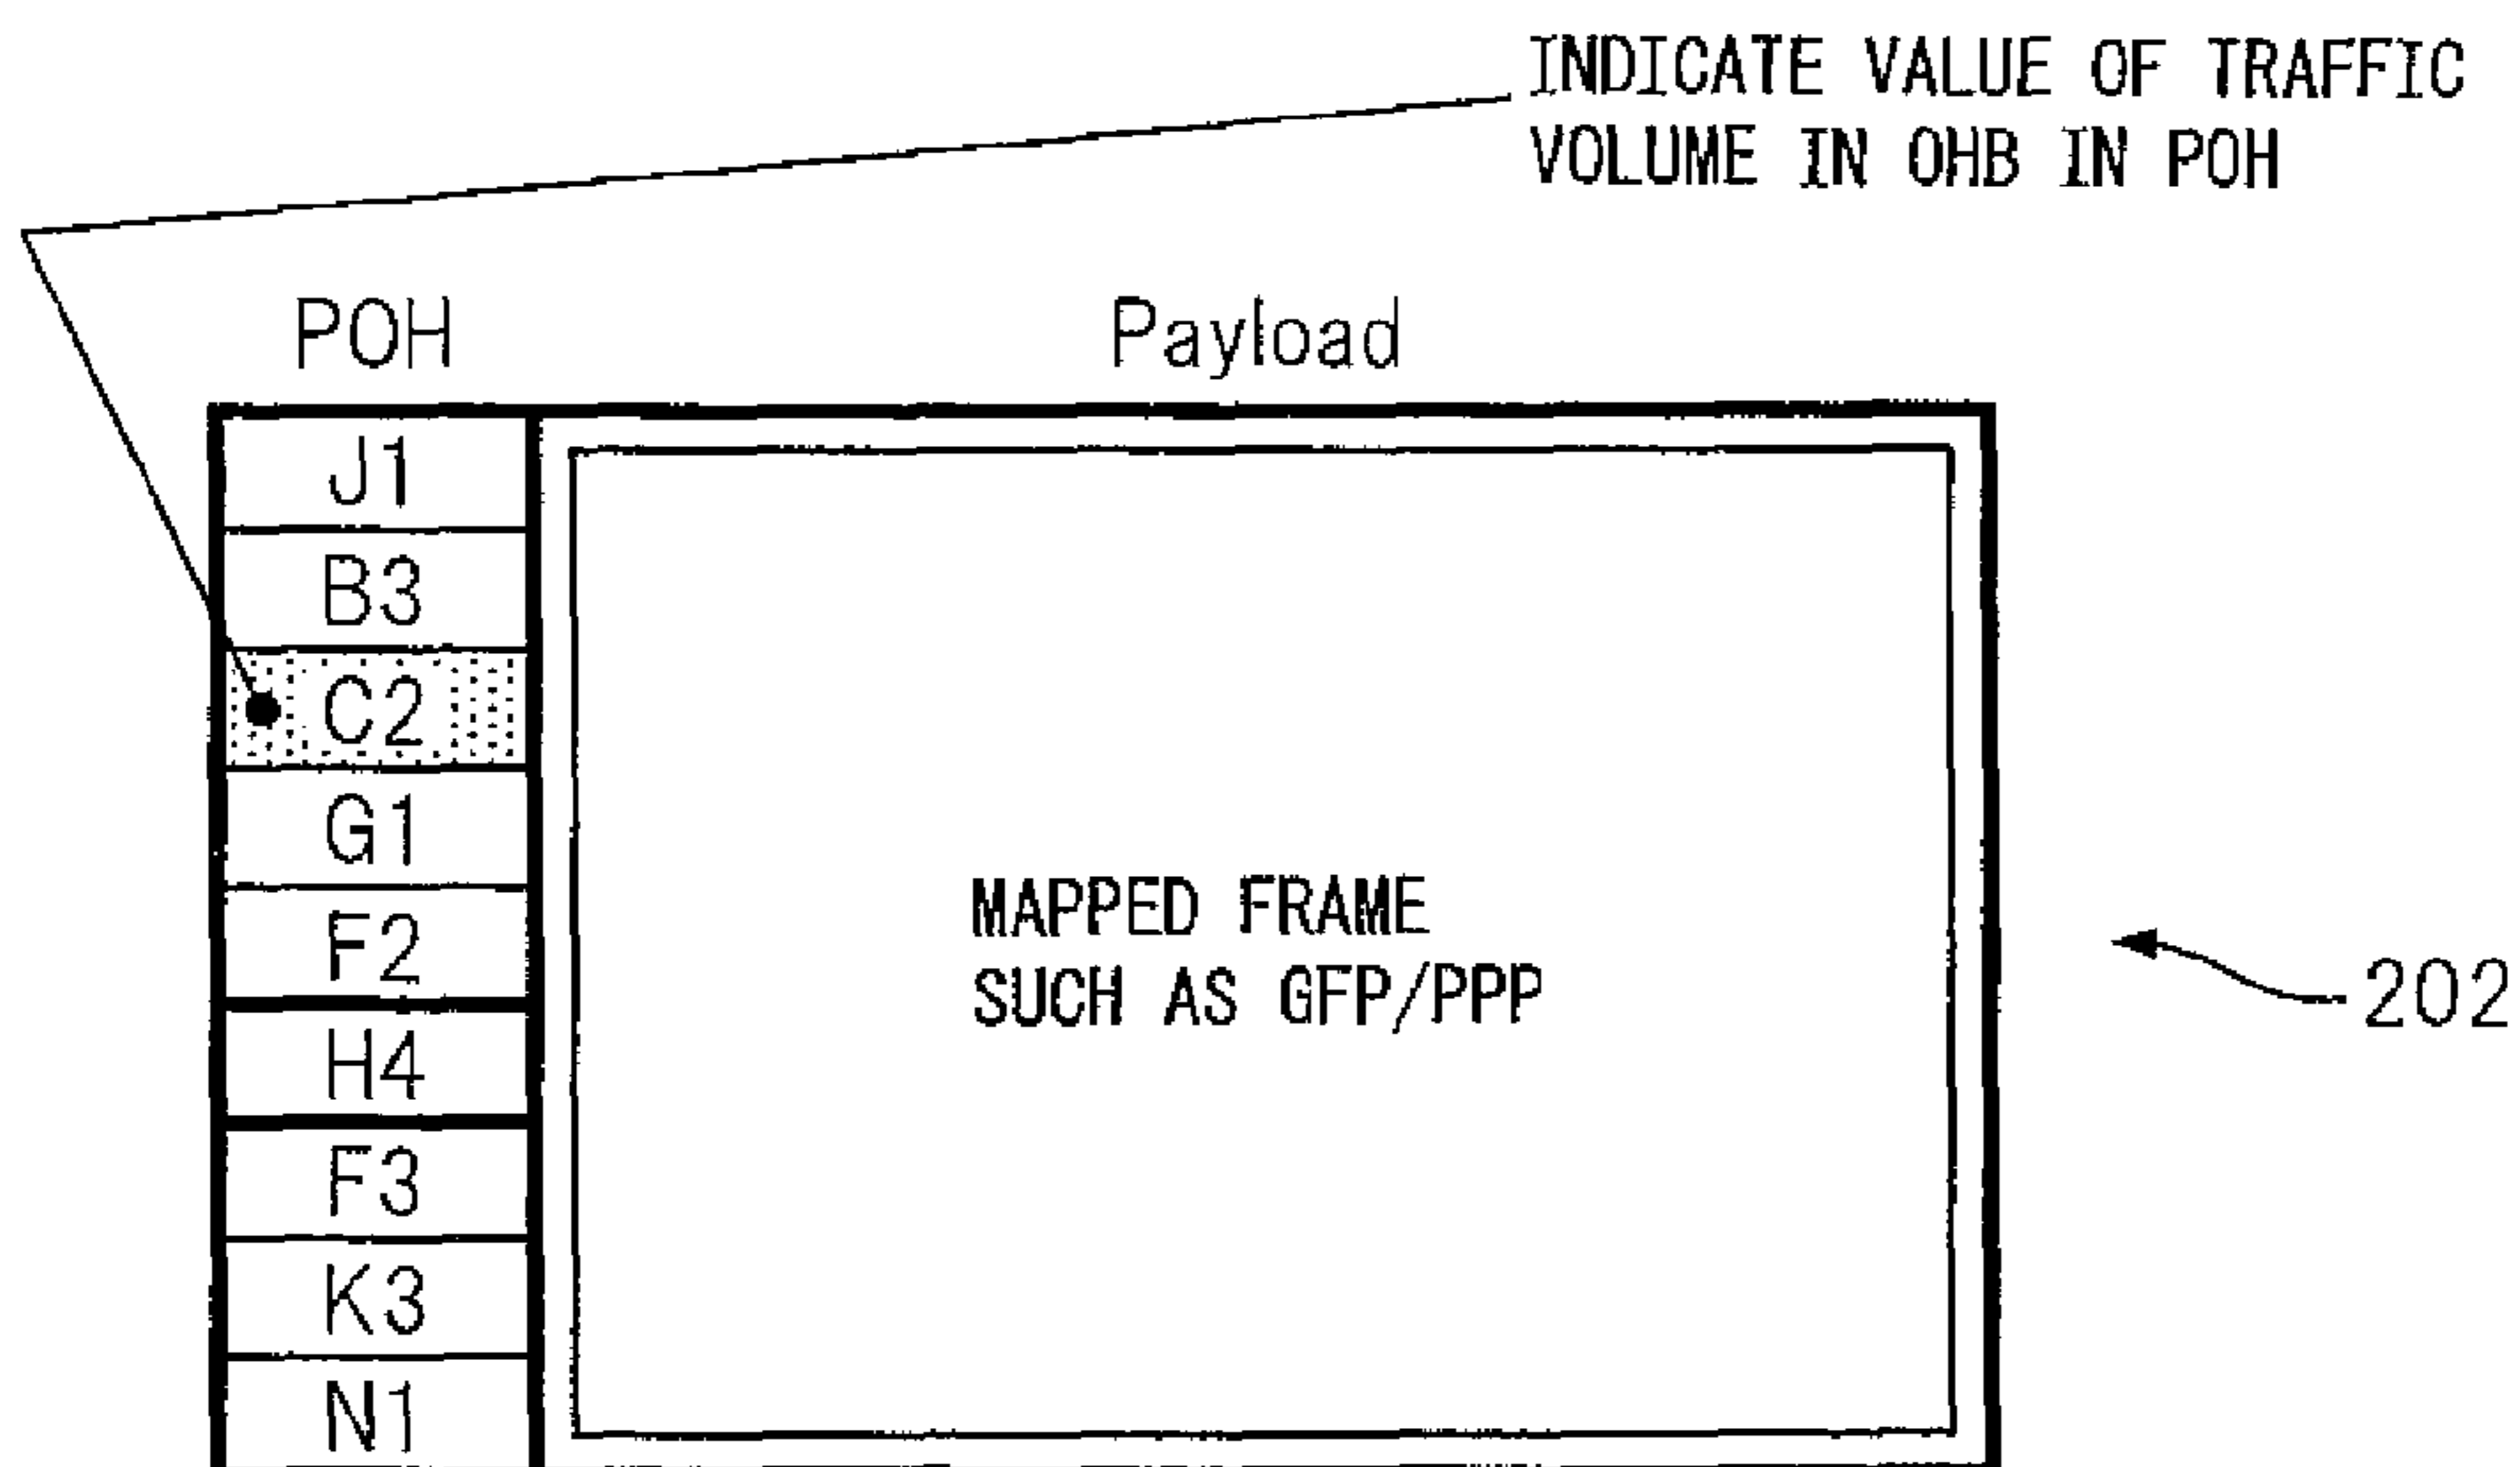 INDICATE VALUE OF TRAFFIC
VOLUME IN OHB IN POH
POH
Payload
J1
B3
C2
G1
F2
H4
F3
K3
N1
MAPPED FRAME
SUCH AS GFP/PPP
202